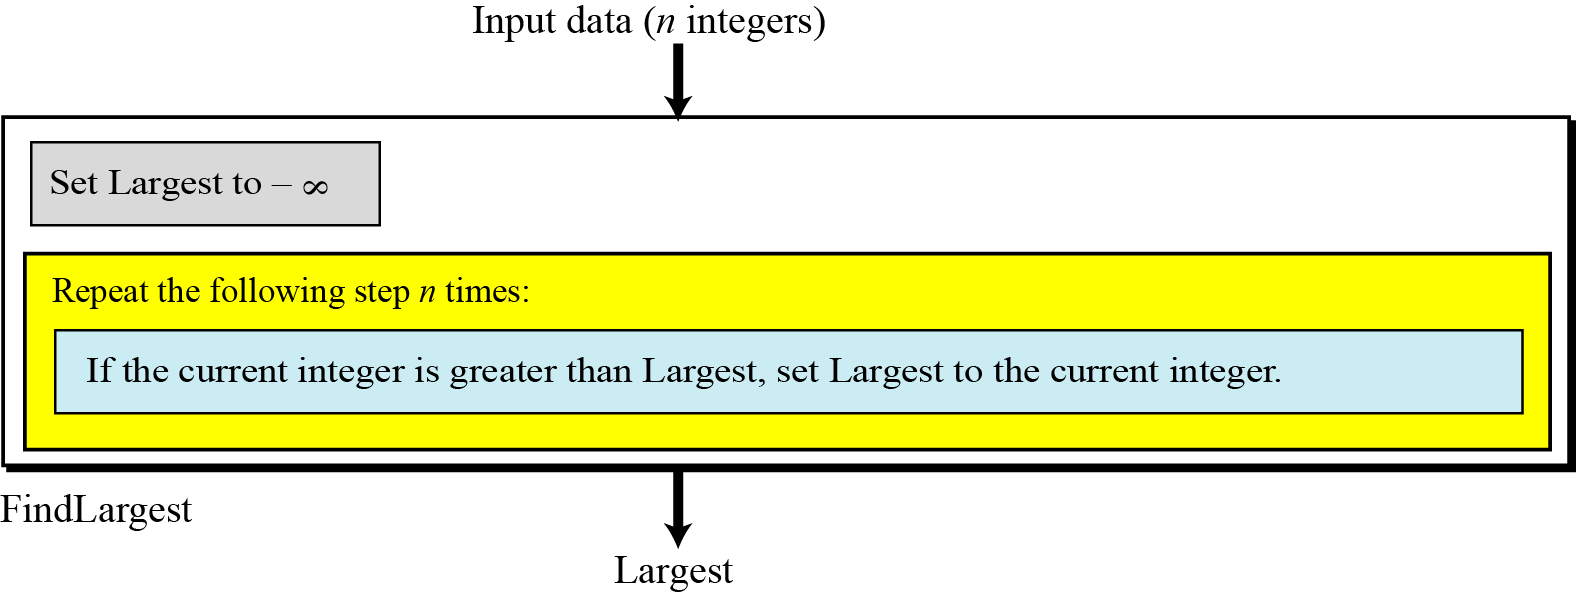 Input data (n integers)
Set Largest to – ∞
Repeat the following step n times:
If the current integer is greater than Largest, set Largest to the current integer.
FindLargest
Largest